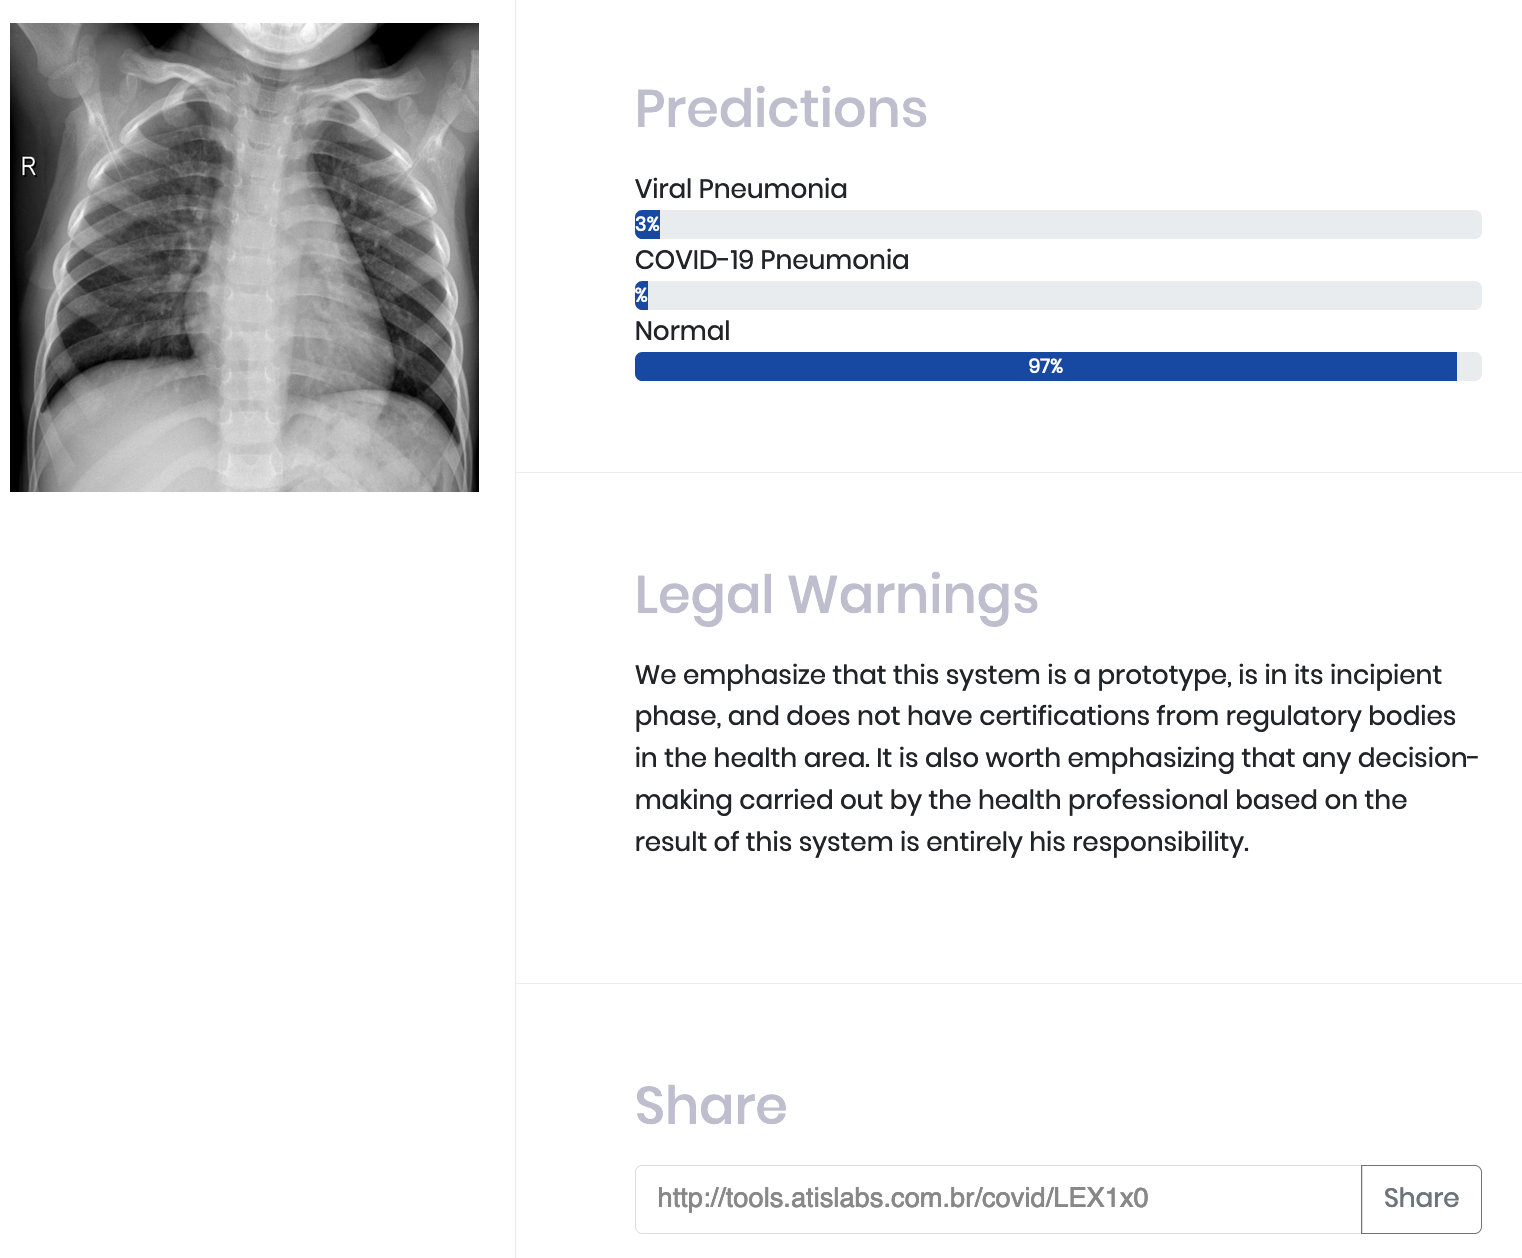 R
Predictions
Viral Pneumonia
3%
COVID-19 Pneumonia
%
Normal
97%
Legal Warnings
We emphasize that this system is a prototype, is in its incipient
phase, and does not have certifications from regulatory bodies
in the health area. It is also worth emphasizing that any decision-
making carried out by the health professional based on the
result of this system is entirely his responsibility.
Share
http://tools.atislabs.com.br/covid/LEX1x0
Share